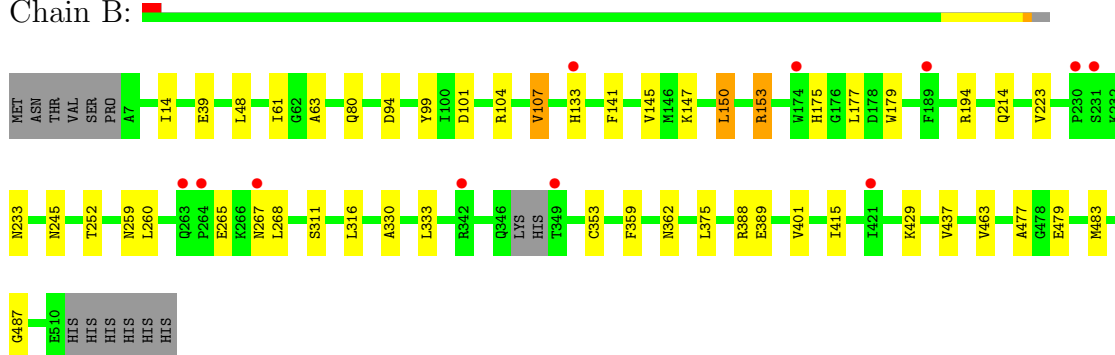 Chain B:
MET ASN THR VAL SER PRO A7 I14 E39 L48 I61 G62 A63 Q80 D94 Y99 I100 D101 R104 V107 H133 F141 V145 M146 K147 L150 R153 W174 H175 G176 L177 D178 W179 F189 R194 Q214 V223 P230 S231 K232
N233 N245 T252 N259 L260 Q263 P264 E265 K266 N267 L268 S311 L316 A330 L333 R342 Q346 LYS HIS T349 C353 F359 N362 L375 R388 E389 V401 I415 I421 K429 V437 V463 A477 G478 E479 M483
G487 E510 HIS HIS HIS HIS HIS HIS